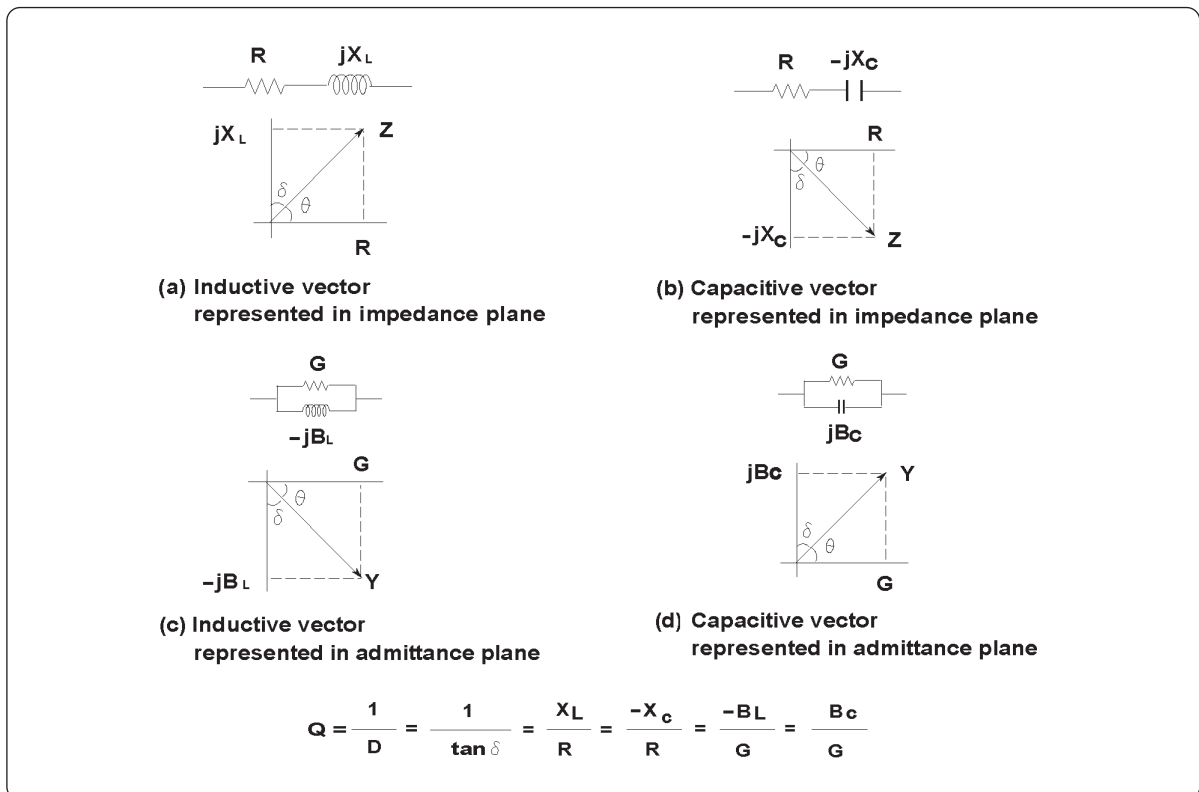 R jXL
jXL Z
δ θ
R
(a) Inductive vector
represented in impedance plane
R -jXC
R
θ
δ
-jXC Z
(b) Capacitive vector
represented in impedance plane
G
-jBL
G
θ
δ
-jBL Y
(c) Inductive vector
represented in admittance plane
G
jBC
jBC Y
δ θ
G
(d) Capacitive vector
represented in admittance plane
Q = 1/D = 1/tan δ = XL/R = -Xc/R = -BL/G = Bc/G